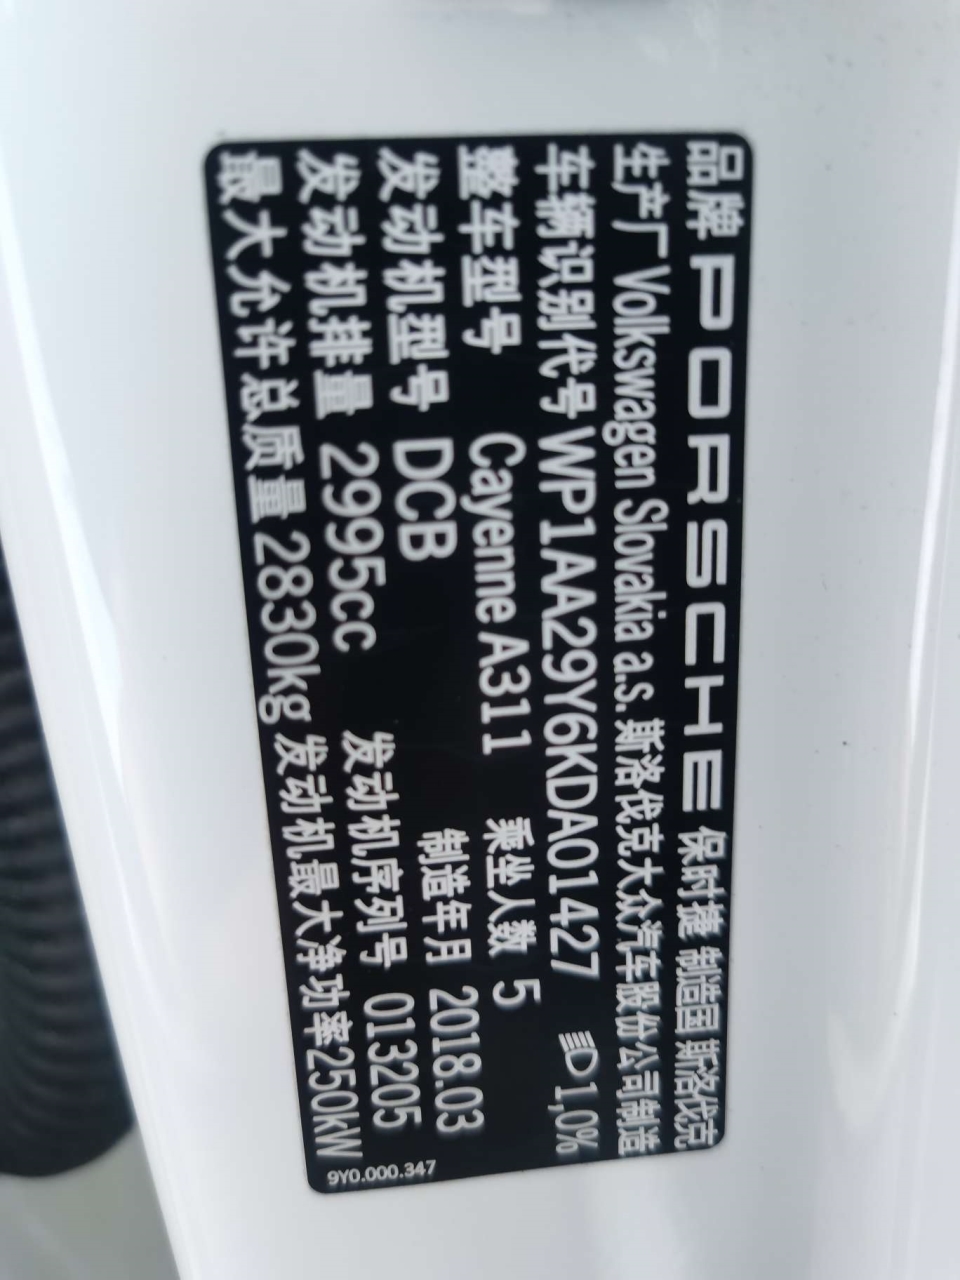 品牌 PORSCHE 保时捷 制造国 斯洛伐克
生产厂 Volkswagen Slovakia a.s. 斯洛伐克大众汽车股份公司制造
车辆识别代号 WP1AA29Y6KDA01427 1,0%
整车型号 Cayenne A311 乘坐人数 5
发动机型号 DCB 制造年月 2018.03
发动机排量 2995cc 发动机序列号 013205
最大允许总质量 2830kg 发动机最大净功率250kW
9Y0.000.347